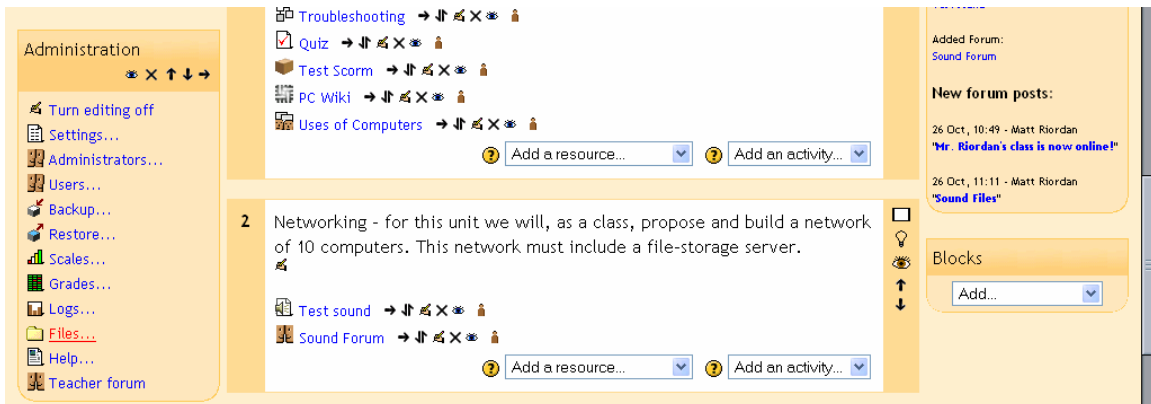 Administration
Turn editing off
Settings...
Administrators...
Users...
Backup...
Restore...
Scales...
Grades...
Logs...
Files...
Help...
Teacher forum
Troubleshooting
Quiz
Test Scorm
PC Wiki
Uses of Computers
? Add a resource... ? Add an activity...
2
Networking - for this unit we will, as a class, propose and build a network
of 10 computers. This network must include a file-storage server.
Test sound
Sound Forum
? Add a resource... ? Add an activity...
Added Forum:
Sound Forum
New forum posts:
26 Oct, 10:49 - Matt Riordan
"Mr. Riordan's class is now online!"
26 Oct, 11:11 - Matt Riordan
"Sound Files"
Blocks
Add...